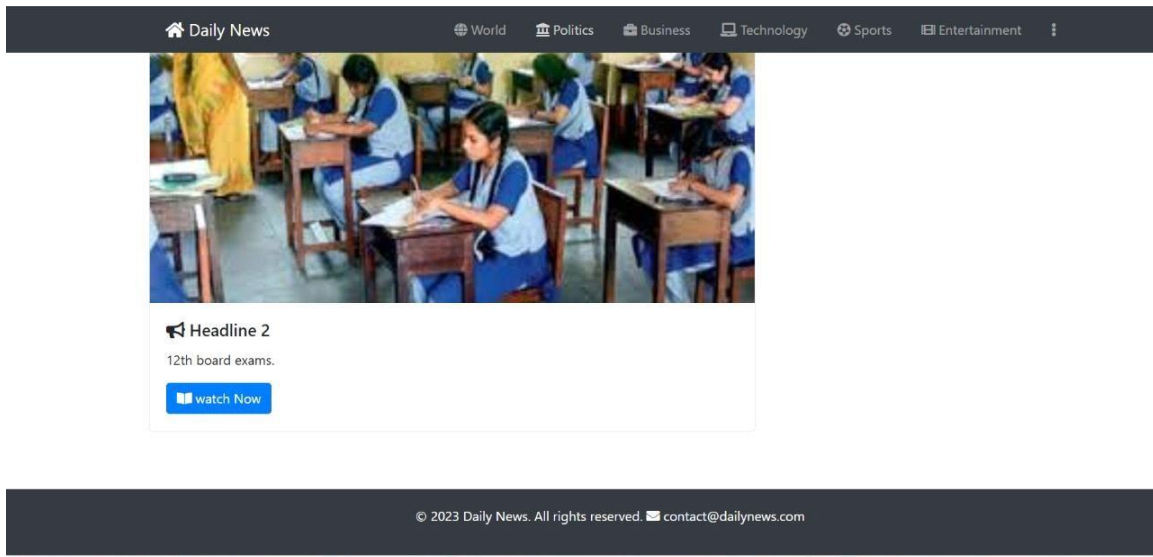 Daily News World Politics Business Technology Sports Entertainment
Headline 2
12th board exams.
watch Now
© 2023 Daily News. All rights reserved. contact@dailynews.com